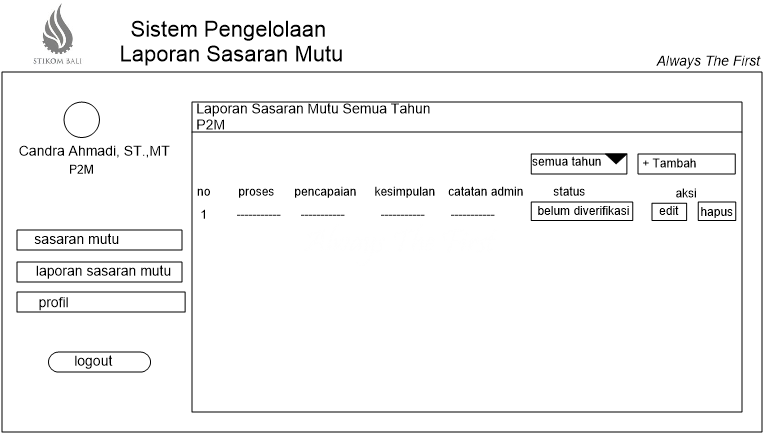 STIKOM BALI
Sistem Pengelolaan
Laporan Sasaran Mutu
Always The First
Candra Ahmadi, ST.,MT
P2M
sasaran mutu
laporan sasaran mutu
profil
logout
Laporan Sasaran Mutu Semua Tahun
P2M
semua tahun + Tambah
no proses pencapaian kesimpulan catatan admin status aksi
1 ----------- ----------- ----------- ----------- belum diverifikasi edit hapus